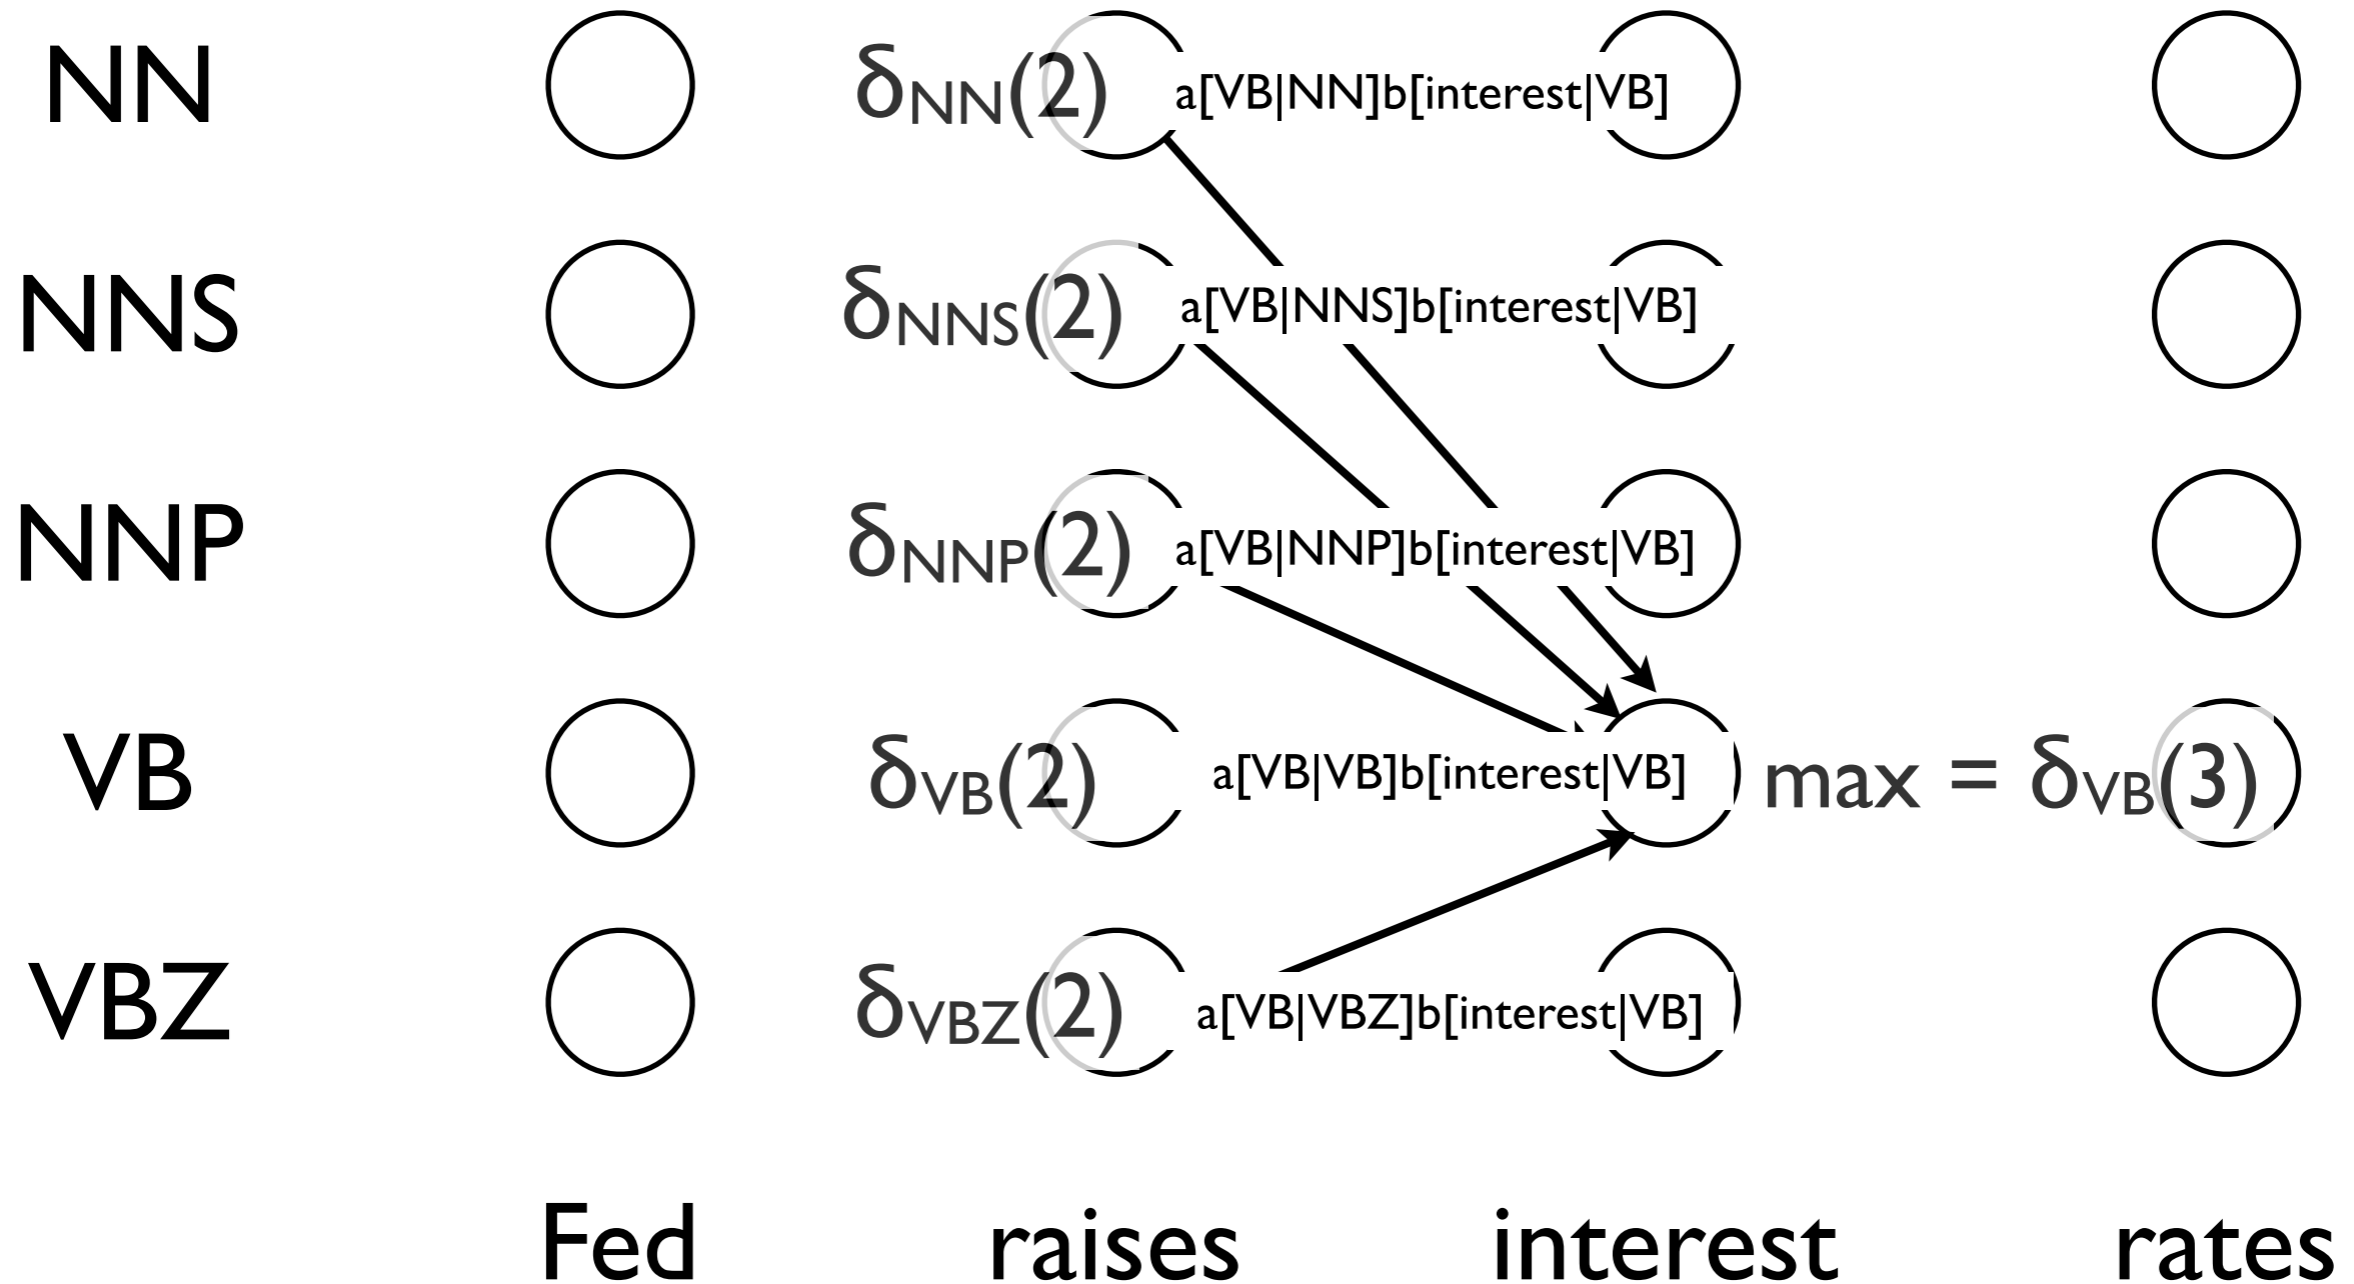 NN δNN(2) a[VB|NN]b[interest|VB]
NNS δNNS(2) a[VB|NNS]b[interest|VB]
NNP δNNP(2) a[VB|NNP]b[interest|VB]
VB δVB(2) a[VB|VB]b[interest|VB] max = δVB(3)
VBZ δVBZ(2) a[VB|VBZ]b[interest|VB]
Fed raises interest rates